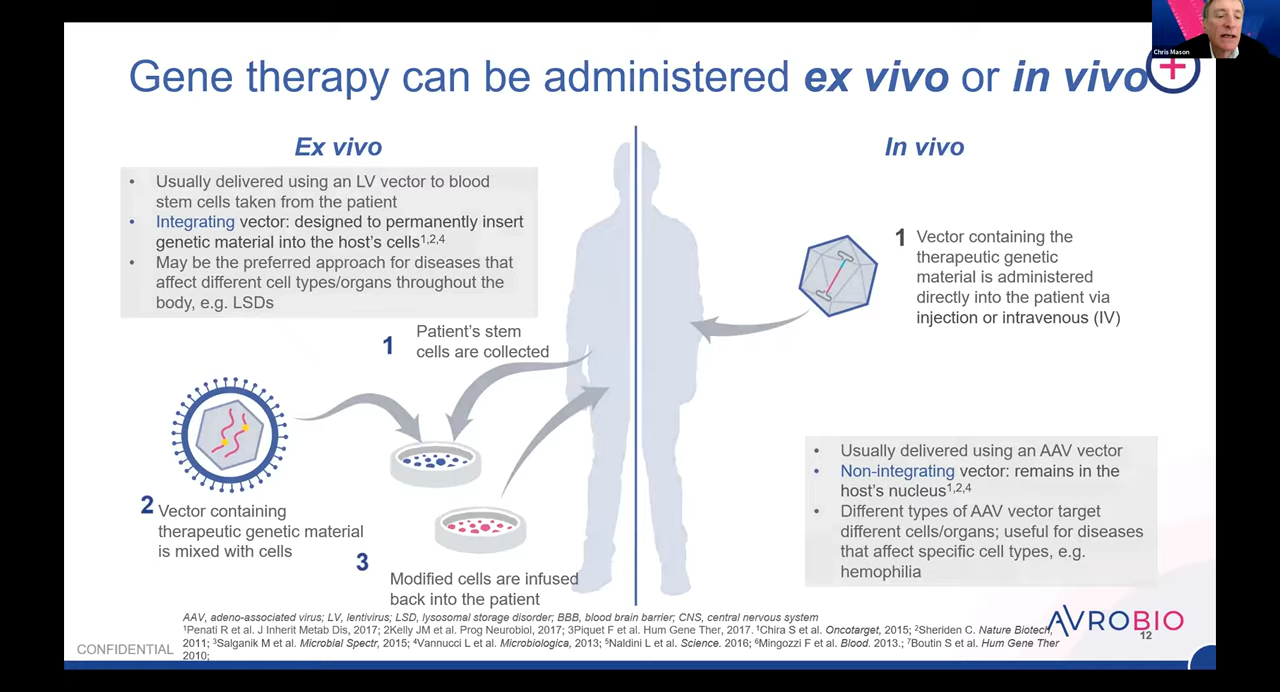 Chris Mason
Gene therapy can be administered ex vivo or in vivo
Ex vivo
• Usually delivered using an LV vector to blood
stem cells taken from the patient
• Integrating vector: designed to permanently insert
genetic material into the host's cells1,2,4
• May be the preferred approach for diseases that
affect different cell types/organs throughout the
body, e.g. LSDs
1 Patient's stem
cells are collected
2 Vector containing
therapeutic genetic material
is mixed with cells
3 Modified cells are infused
back into the patient
In vivo
1 Vector containing the
therapeutic genetic
material is administered
directly into the patient via
injection or intravenous (IV)
• Usually delivered using an AAV vector
• Non-integrating vector: remains in the
host's nucleus1,2,4
• Different types of AAV vector target
different cells/organs; useful for diseases
that affect specific cell types, e.g.
hemophilia
AAV, adeno-associated virus; LV, lentivirus; LSD, lysosomal storage disorder; BBB, blood brain barrier; CNS, central nervous system
1Penati R et al. J Inherit Metab Dis, 2017; 2Kelly JM et al. Prog Neurobiol, 2017; 3Piquet F et al. Hum Gene Ther, 2017. 1Chira S et al. Oncotarget, 2015; 2Sheriden C. Nature Biotech,
2011; 3Salganik M et al. Microbial Spectr, 2015; 4Vannucci L et al. Microbiologica, 2013; 5Naldini L et al. Science. 2016; 6Mingozzi F et al. Blood. 2013.; 7Boutin S et al. Hum Gene Ther
2010;
CONFIDENTIAL
AVROBIO
12